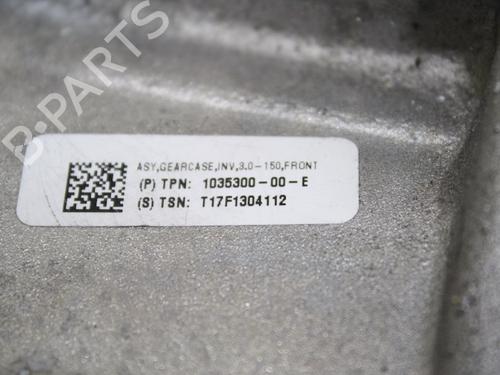 B-PARTS
ASY,GEARCASE,INV,3.0-150,FRONT
(P) TPN: 1035300-00-E
(S) TSN: T17F1304112